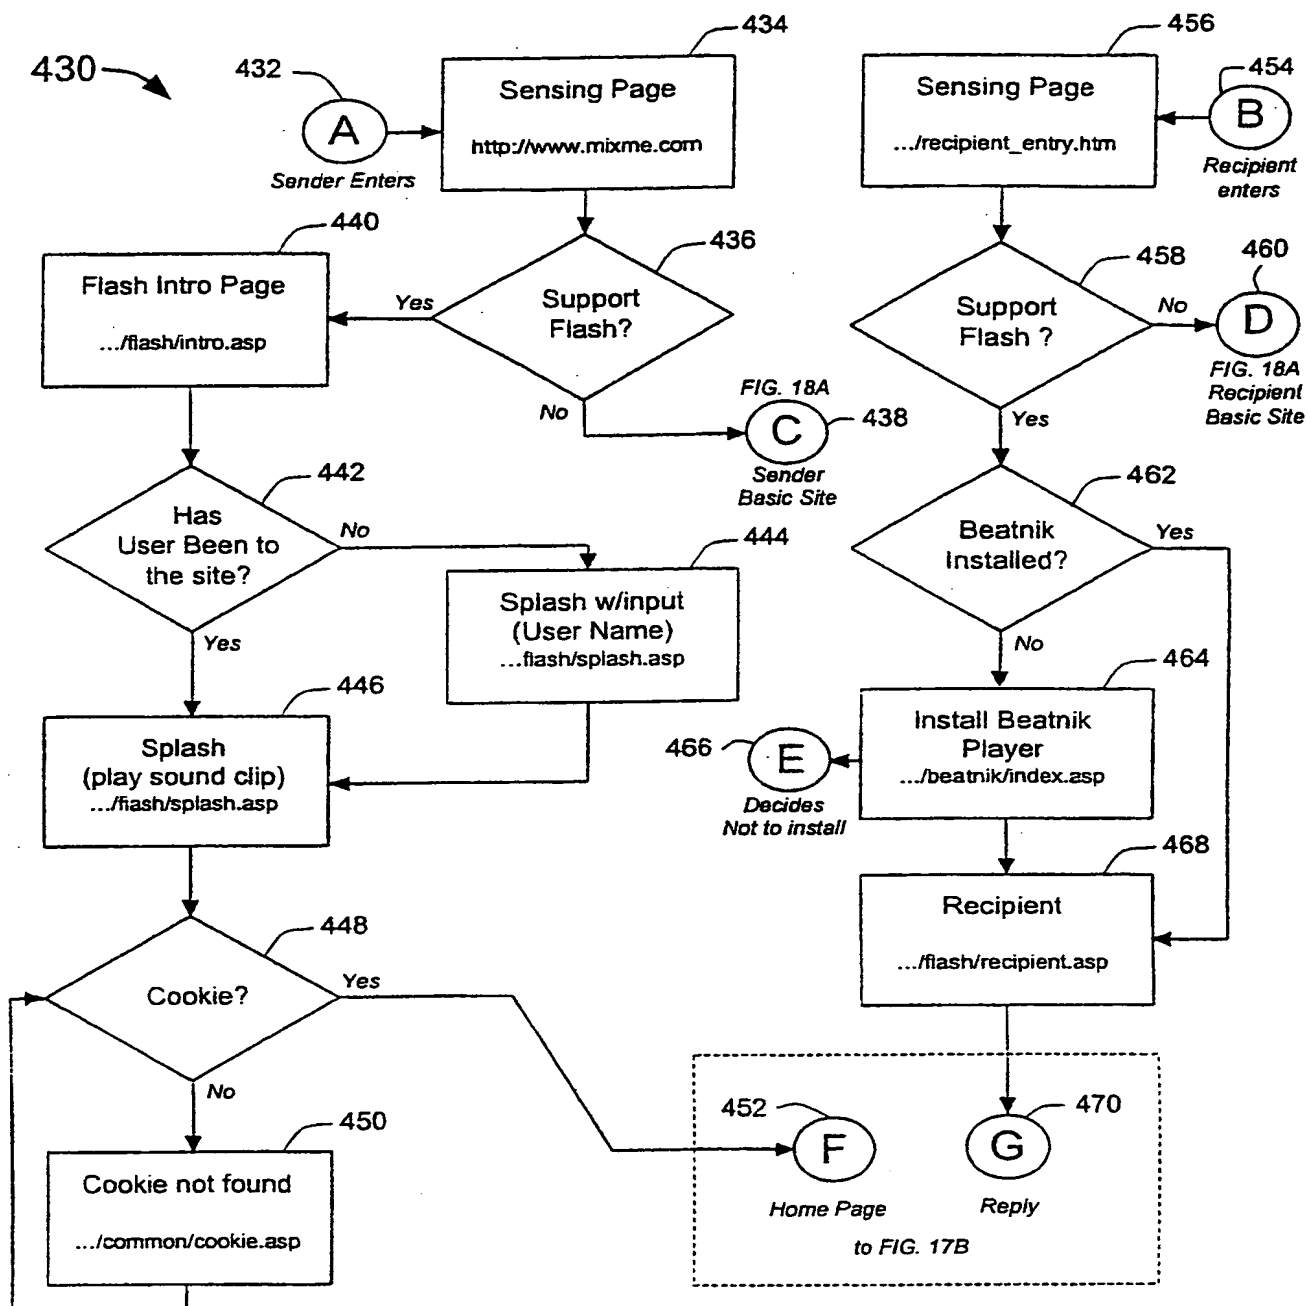 430
432
A
Sender Enters
434
Sensing Page
http://www.mixme.com
456
Sensing Page
.../recipient_entry.htm
454
B
Recipient
enters
440
Flash Intro Page
.../flash/intro.asp
436
Support
Flash?
Yes
No
FIG. 18A
C
438
Sender
Basic Site
458
Support
Flash ?
No
Yes
460
D
FIG. 18A
Recipient
Basic Site
442
Has
User Been to
the site?
No
Yes
444
Splash w/input
(User Name)
...flash/splash.asp
462
Beatnik
Installed?
Yes
No
446
Splash
(play sound clip)
.../flash/splash.asp
464
Install Beatnik
Player
.../beatnik/index.asp
466
E
Decides
Not to install
468
Recipient
.../flash/recipient.asp
448
Cookie?
Yes
No
450
Cookie not found
.../common/cookie.asp
452
F
Home Page
470
G
Reply
to FIG. 17B